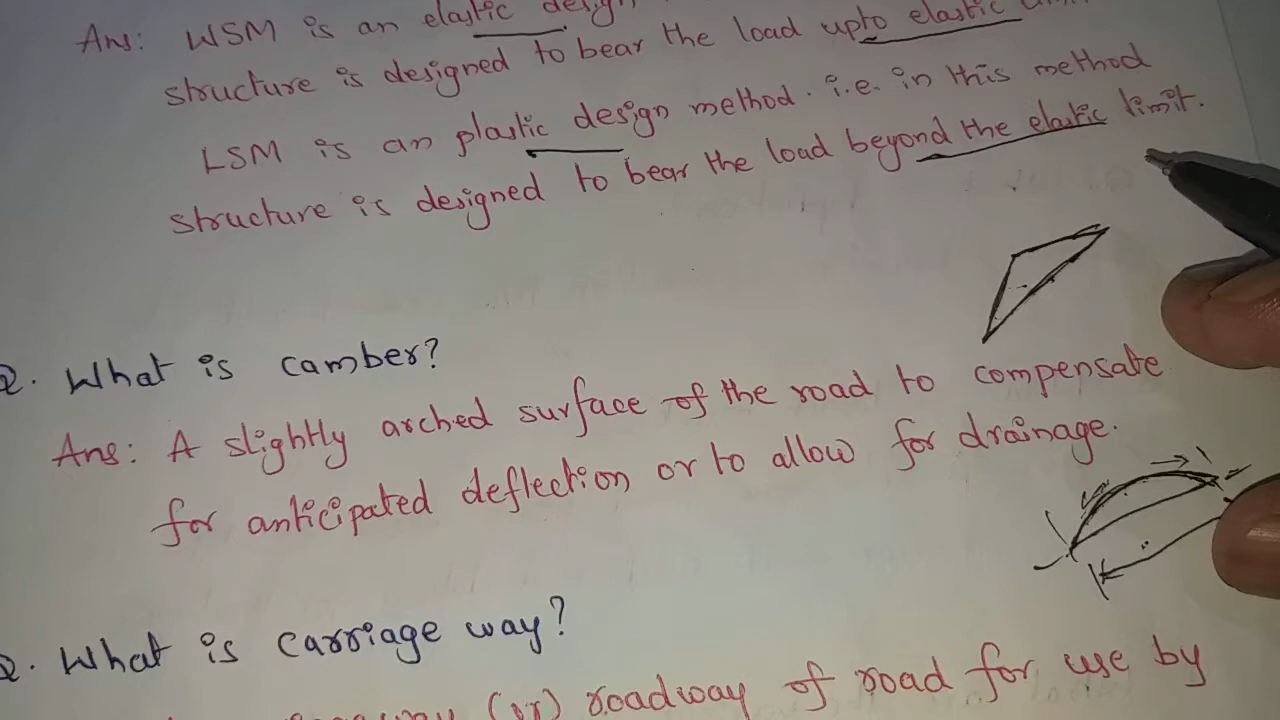 Ans: WSM is an elastic design
structure is designed to bear the load upto elastic
LSM is an plastic design method. i.e. in this method
structure is designed to bear the load beyond the elastic limit.
Q. What is camber?
Ans: A slightly arched surface of the road to compensate
for anticipated deflection or to allow for drainage.
Q. What is carriage way?
(or) roadway of road for use by